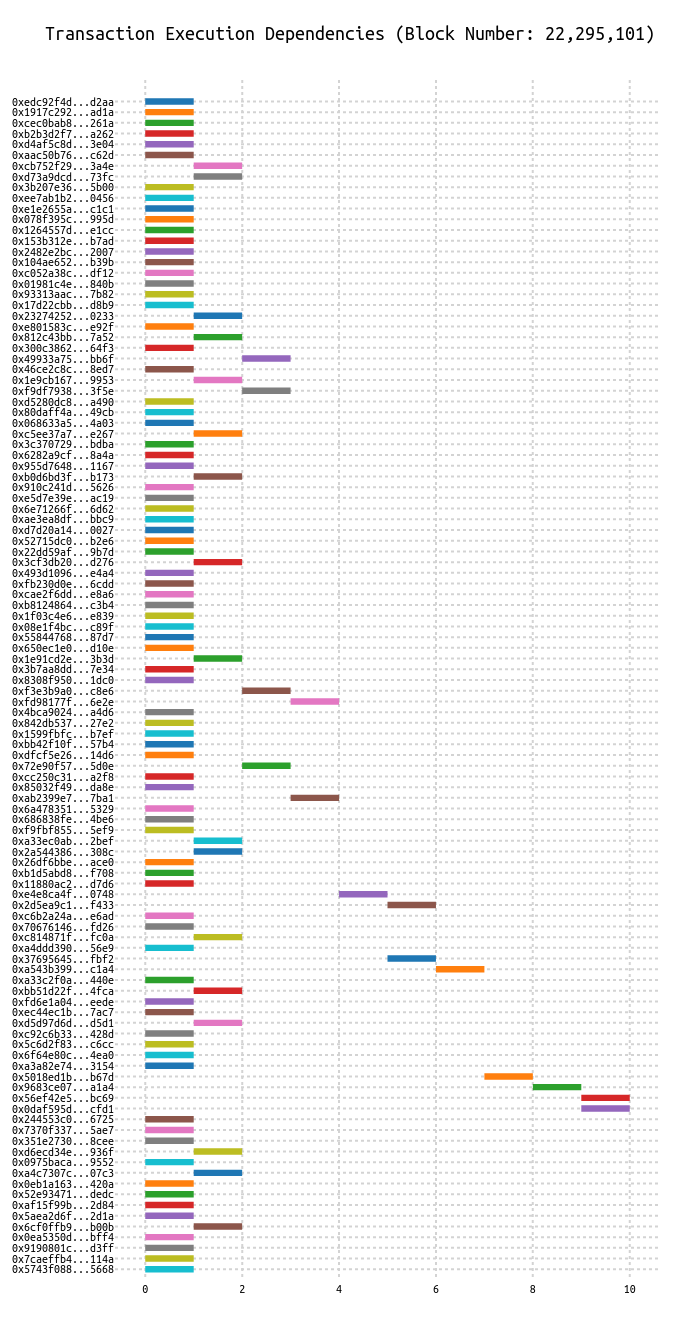 Transaction Execution Dependencies (Block Number: 22,295,101)
0xedc92f4d...d2aa
0x1917c292...ad1a
0xcec0bab8...261a
0xb2b3d2f7...a262
0xd4af5c8d...3e04
0xaac50b76...c62d
0xcb752f29...3a4e
0xd73a9dcd...73fc
0x3b207e36...5b00
0xee7ab1b2...0456
0xe1e2655a...c1c1
0x078f395c...995d
0x1264557d...e1cc
0x153b312e...b7ad
0x2482e2bc...2007
0x104ae652...b39b
0xc052a38c...df12
0x01981c4e...840b
0x93313aac...7b82
0x17d22cbb...d8b9
0x23274252...0233
0xe801583c...e92f
0x812c43bb...7a52
0x300c3862...64f3
0x49933a75...bb6f
0x46ce2c8c...8ed7
0x1e9cb167...9953
0xf9df7938...3f5e
0xd5280dc8...a490
0x80daff4a...49cb
0x068633a5...4a03
0xc5ee37a7...e267
0x3c370729...bdba
0x6282a9cf...8a4a
0x955d7648...1167
0xb0d6bd3f...b173
0x910c241d...5626
0xe5d7e39e...ac19
0x6e71266f...6d62
0xae3ea8df...bbc9
0xd7d20a14...0027
0x52715dc0...b2e6
0x22dd59af...9b7d
0x3cf3db20...d276
0x493d1096...e4a4
0xfb230d0e...6cdd
0xcae2f6dd...e8a6
0xb8124864...c3b4
0x1f03c4e6...e839
0x08e1f4bc...c89f
0x55844768...87d7
0x650ec1e0...d10e
0x1e91cd2e...3b3d
0x3b7aa8dd...7e34
0x8308f950...1dc0
0xf3e3b9a0...c8e6
0xfd98177f...6e2e
0x4bca9024...a4d6
0x842db537...27e2
0x1599fbfc...b7ef
0xbb42f10f...57b4
0xdfcf5e26...14d6
0x72e90f57...5d0e
0xcc250c31...a2f8
0x85032f49...da8e
0xab2399e7...7ba1
0x6a478351...5329
0x686838fe...4be6
0xf9fbf855...5ef9
0xa33ec0ab...2bef
0x2a544386...308c
0x26df6bbe...ace0
0xb1d5abd8...f708
0x11880ac2...d7d6
0xe4e8ca4f...0748
0x2d5ea9c1...f433
0xc6b2a24a...e6ad
0x70676146...fd26
0xc814871f...fc0a
0xa4ddd390...56e9
0x37695645...fbf2
0xa543b399...c1a4
0xa33c2f0a...440e
0xbb51d22f...4fca
0xfd6e1a04...eede
0xec44ec1b...7ac7
0xd5d97d6d...d5d1
0xc92c6b33...428d
0x5c6d2f83...c6cc
0x6f64e80c...4ea0
0xa3a82e74...3154
0x5018ed1b...b67d
0x9683ce07...a1a4
0x56ef42e5...bc69
0x0daf595d...cfd1
0x244553c0...6725
0x7370f337...5ae7
0x351e2730...8cee
0xd6ecd34e...936f
0x0975baca...9552
0xa4c7307c...07c3
0x0eb1a163...420a
0x52e93471...dedc
0xaf15f99b...2d84
0x5aea2d6f...2d1a
0x6cf0ffb9...b00b
0x0ea5350d...bff4
0x9190801c...d3ff
0x7caeffb4...114a
0x5743f088...5668
0 2 4 6 8 10